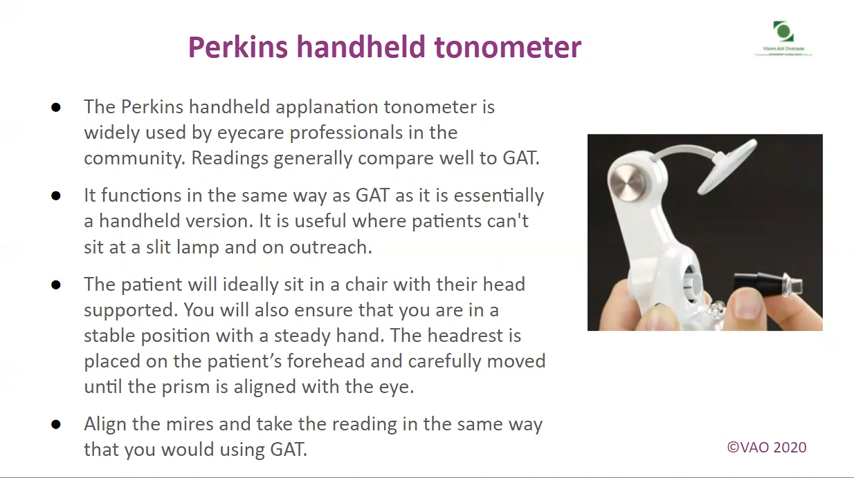 Perkins handheld tonometer
Vision Aid Overseas
● The Perkins handheld applanation tonometer is
widely used by eyecare professionals in the
community. Readings generally compare well to GAT.
● It functions in the same way as GAT as it is essentially
a handheld version. It is useful where patients can't
sit at a slit lamp and on outreach.
● The patient will ideally sit in a chair with their head
supported. You will also ensure that you are in a
stable position with a steady hand. The headrest is
placed on the patient’s forehead and carefully moved
until the prism is aligned with the eye.
● Align the mires and take the reading in the same way
that you would using GAT.
©VAO 2020